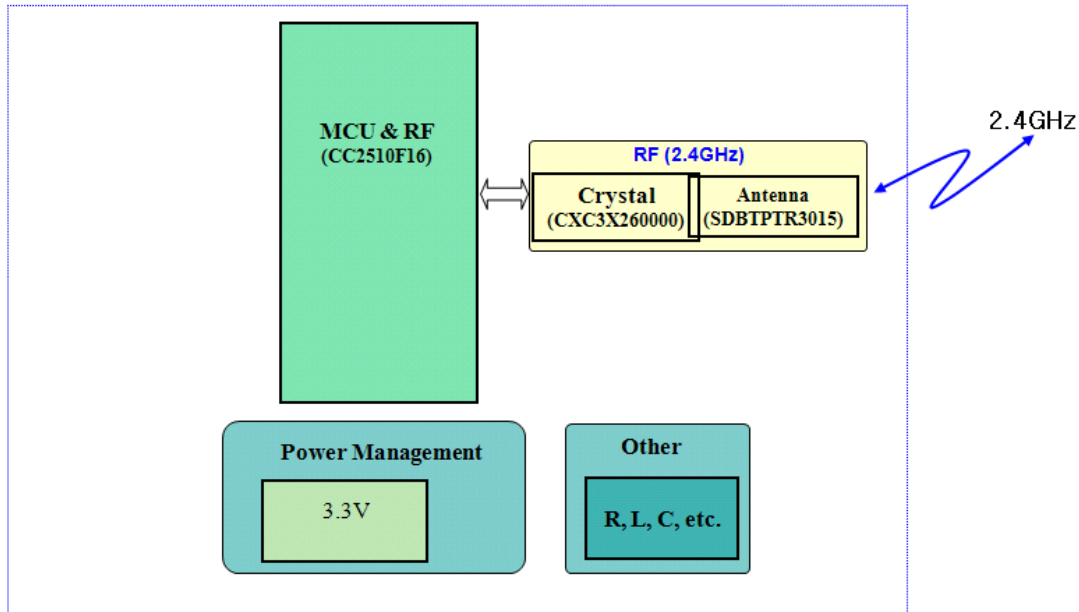 MCU & RF
(CC2510F16)
2.4GHz
RF (2.4GHz)
Crystal
(CXC3X260000)
Antenna
(SDBTPTR3015)
Power Management
3.3V
Other
R, L, C, etc.